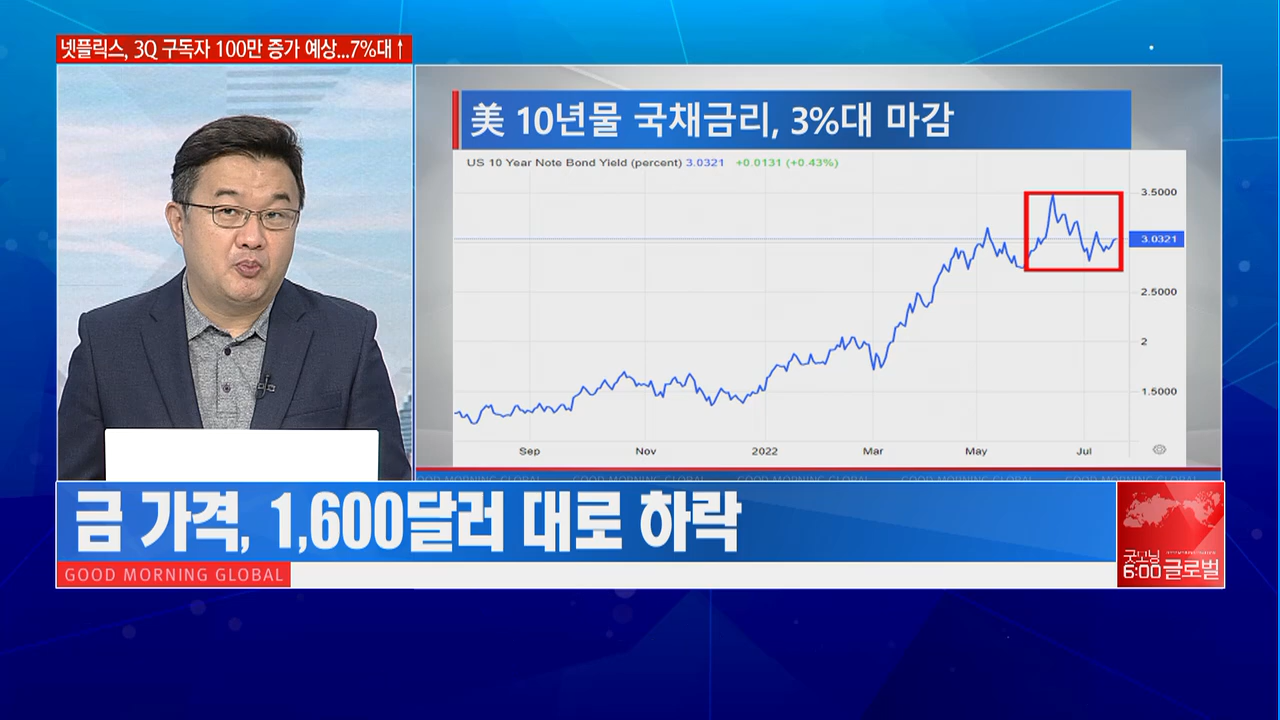 넷플릭스, 3Q 구독자 100만 증가 예상...7%대↑
美 10년물 국채금리, 3%대 마감
US 10 Year Note Bond Yield (percent) 3.0321 +0.0131 (+0.43%)
3.5000
3.0321
2.5000
2
1.5000
Sep Nov 2022 Mar May Jul
금 가격, 1,600달러 대로 하락
GOOD MORNING GLOBAL
굿모닝
6:00 글로벌